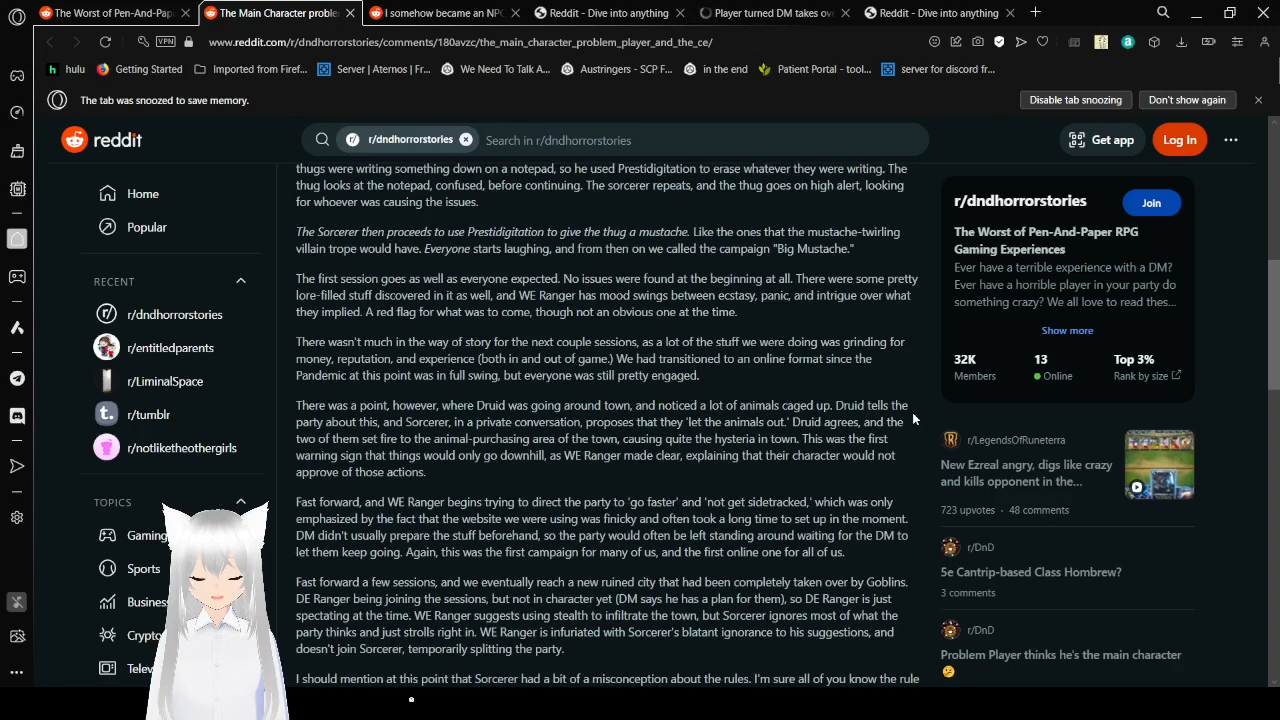 The Worst of Pen-And-Pap
The Main Character proble
I somehow became an NPC
Reddit - Dive into anything
Player turned DM takes ov
Reddit - Dive into anything
VPN
www.reddit.com/r/dndhorrorstories/comments/180avzc/the_main_character_problem_player_and_the_ce/
hulu
Getting Started
Imported from Firef...
Server | Aternos | Fr...
We Need To Talk A...
Austringers - SCP F...
in the end
Patient Portal - tool...
server for discord fr...
The tab was snoozed to save memory.
Disable tab snoozing
Don't show again
reddit
r/dndhorrorstories
Search in r/dndhorrorstories
Get app
Log In
Home
Popular
RECENT
r/dndhorrorstories
r/entitledparents
r/LiminalSpace
r/tumblr
r/notliketheothergirls
TOPICS
Gaming
Sports
Busines
Crypto
Telev
thugs were writing something down on a notepad, so he used Prestidigitation to erase whatever they were writing. The
thug looks at the notepad, confused, before continuing. The sorcerer repeats, and the thug goes on high alert, looking
for whoever was causing the issues.
The Sorcerer then proceeds to use Prestidigitation to give the thug a mustache. Like the ones that the mustache-twirling
villain trope would have. Everyone starts laughing, and from then on we called the campaign "Big Mustache."
The first session goes as well as everyone expected. No issues were found at the beginning at all. There were some pretty
lore-filled stuff discovered in it as well, and WE Ranger has mood swings between ecstasy, panic, and intrigue over what
they implied. A red flag for what was to come, though not an obvious one at the time.
There wasn't much in the way of story for the next couple sessions, as a lot of the stuff we were doing was grinding for
money, reputation, and experience (both in and out of game.) We had transitioned to an online format since the
Pandemic at this point was in full swing, but everyone was still pretty engaged.
There was a point, however, where Druid was going around town, and noticed a lot of animals caged up. Druid tells the
party about this, and Sorcerer, in a private conversation, proposes that they 'let the animals out.' Druid agrees, and the
two of them set fire to the animal-purchasing area of the town, causing quite the hysteria in town. This was the first
warning sign that things would only go downhill, as WE Ranger made clear, explaining that their character would not
approve of those actions.
Fast forward, and WE Ranger begins trying to direct the party to 'go faster' and 'not get sidetracked,' which was only
emphasized by the fact that the website we were using was finicky and often took a long time to set up in the moment.
DM didn't usually prepare the stuff beforehand, so the party would often be left standing around waiting for the DM to
let them keep going. Again, this was the first campaign for many of us, and the first online one for all of us.
Fast forward a few sessions, and we eventually reach a new ruined city that had been completely taken over by Goblins.
DE Ranger being joining the sessions, but not in character yet (DM says he has a plan for them), so DE Ranger is just
spectating at the time. WE Ranger suggests using stealth to infiltrate the town, but Sorcerer ignores most of what the
party thinks and just strolls right in. WE Ranger is infuriated with Sorcerer's blatant ignorance to his suggestions, and
doesn't join Sorcerer, temporarily splitting the party.
I should mention at this point that Sorcerer had a bit of a misconception about the rules. I'm sure all of you know the rule
r/dndhorrorstories
Join
The Worst of Pen-And-Paper RPG
Gaming Experiences
Ever have a terrible experience with a DM?
Ever have a horrible player in your party do
something crazy? We all love to read thes...
Show more
32K
Members
13
Online
Top 3%
Rank by size
r/LegendsOfRuneterra
New Ezreal angry, digs like crazy
and kills opponent in the...
723 upvotes · 48 comments
r/DnD
5e Cantrip-based Class Hombrew?
3 comments
r/DnD
Problem Player thinks he's the main character